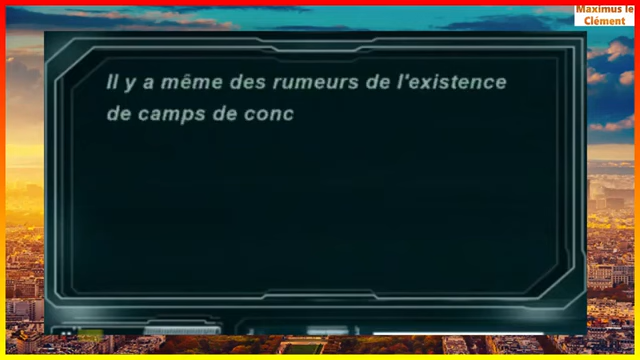 Maximus le
Clément
Il y a même des rumeurs de l'existence
de camps de conc